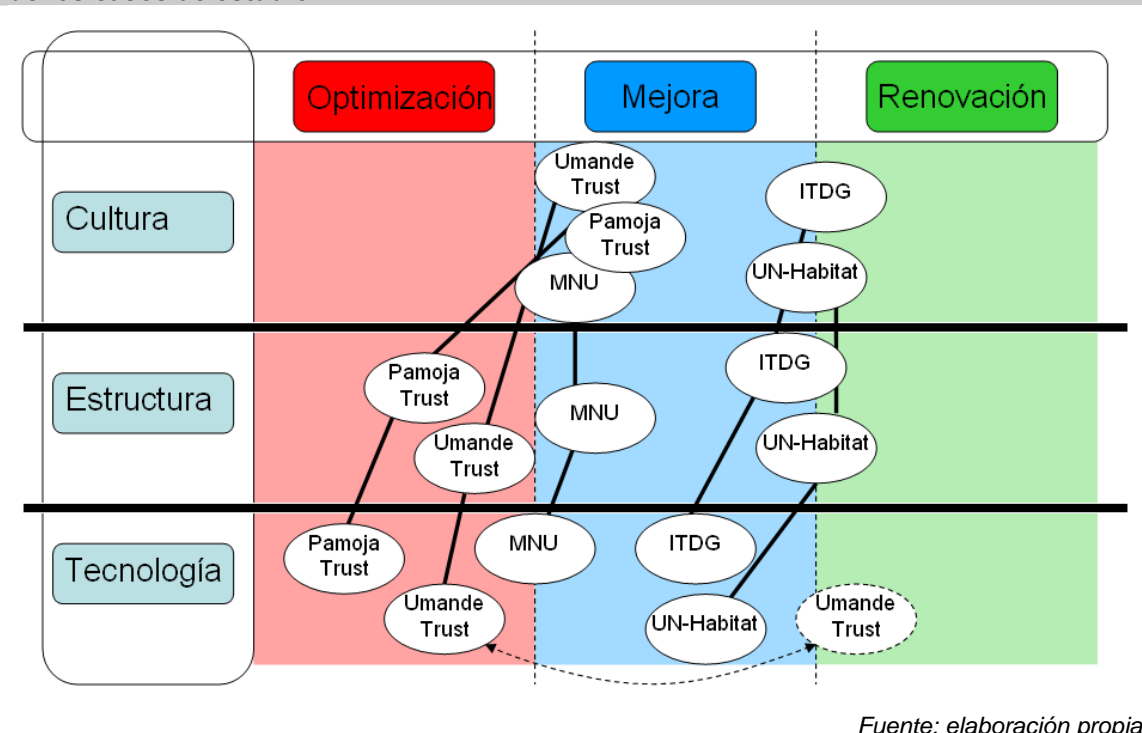 Optimización
Mejora
Renovación
Cultura
Umande
Trust
Pamoja
Trust
MNU
ITDG
UN-Habitat
Estructura
Pamoja
Trust
Umande
Trust
MNU
ITDG
UN-Habitat
Tecnología
Pamoja
Trust
Umande
Trust
MNU
ITDG
UN-Habitat
Umande
Trust
Fuente: elaboración propia